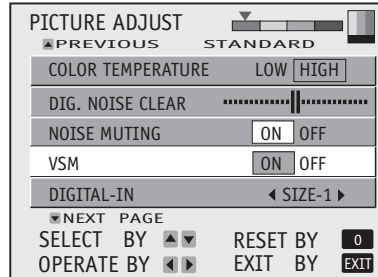 PICTURE ADJUST
PREVIOUS STANDARD
COLOR TEMPERATURE LOW HIGH
DIG. NOISE CLEAR
NOISE MUTING ON OFF
VSM ON OFF
DIGITAL-IN SIZE-1
NEXT PAGE
SELECT BY RESET BY 0
OPERATE BY EXIT BY EXIT